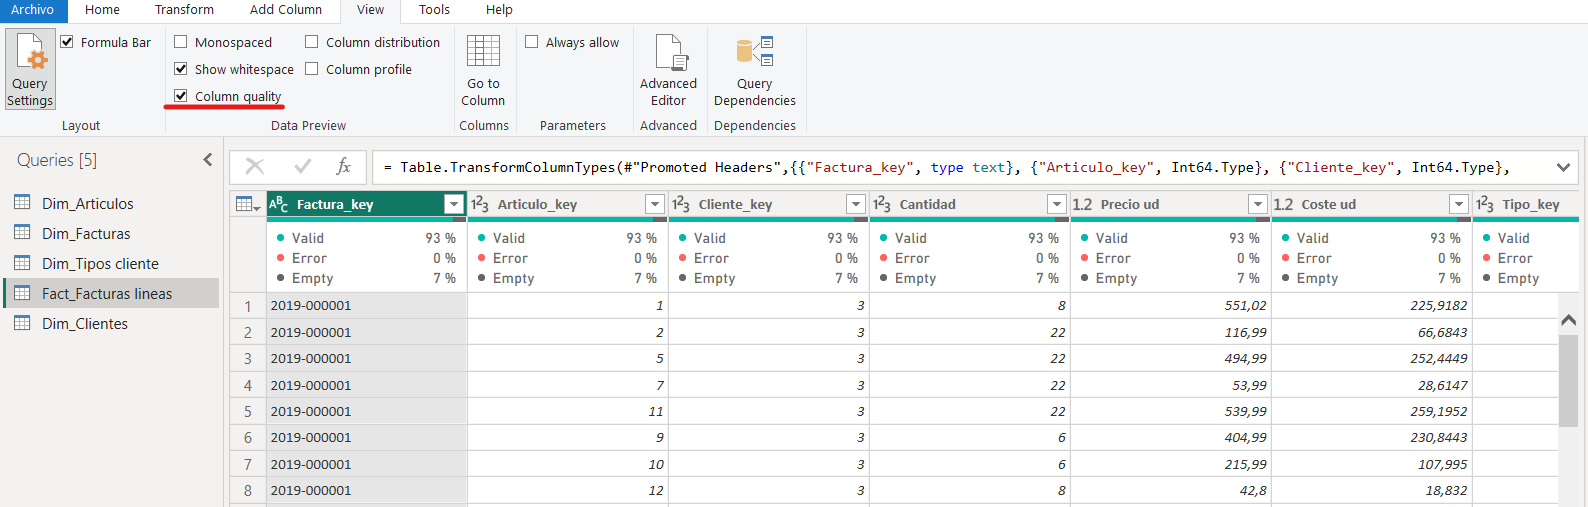 Archivo Home Transform Add Column View Tools Help
Formula Bar Monospaced Column distribution Always allow
Show whitespace Column profile
Query Settings Column quality Go to Column Advanced Editor Query Dependencies
Layout Data Preview Columns Parameters Advanced Dependencies
Queries [5]
fx = Table.TransformColumnTypes(#"Promoted Headers",{{"Factura_key", type text}, {"Articulo_key", Int64.Type}, {"Cliente_key", Int64.Type},
Dim_Articulos
Dim_Facturas
Dim_Tipos cliente
Fact_Facturas lineas
Dim_Clientes
ABC Factura_key 123 Articulo_key 123 Cliente_key 123 Cantidad 1.2 Precio ud 1.2 Coste ud 123 Tipo_key
Valid 93 % Valid 93 % Valid 93 % Valid 93 % Valid 93 % Valid 93 % Valid
Error 0 % Error 0 % Error 0 % Error 0 % Error 0 % Error 0 % Error
Empty 7 % Empty 7 % Empty 7 % Empty 7 % Empty 7 % Empty 7 % Empty
1 2019-000001 1 3 8 551,02 225,9182
2 2019-000001 2 3 22 116,99 66,6843
3 2019-000001 5 3 22 494,99 252,4449
4 2019-000001 7 3 22 53,99 28,6147
5 2019-000001 11 3 22 539,99 259,1952
6 2019-000001 9 3 6 404,99 230,8443
7 2019-000001 10 3 6 215,99 107,995
8 2019-000001 12 3 8 42,8 18,832